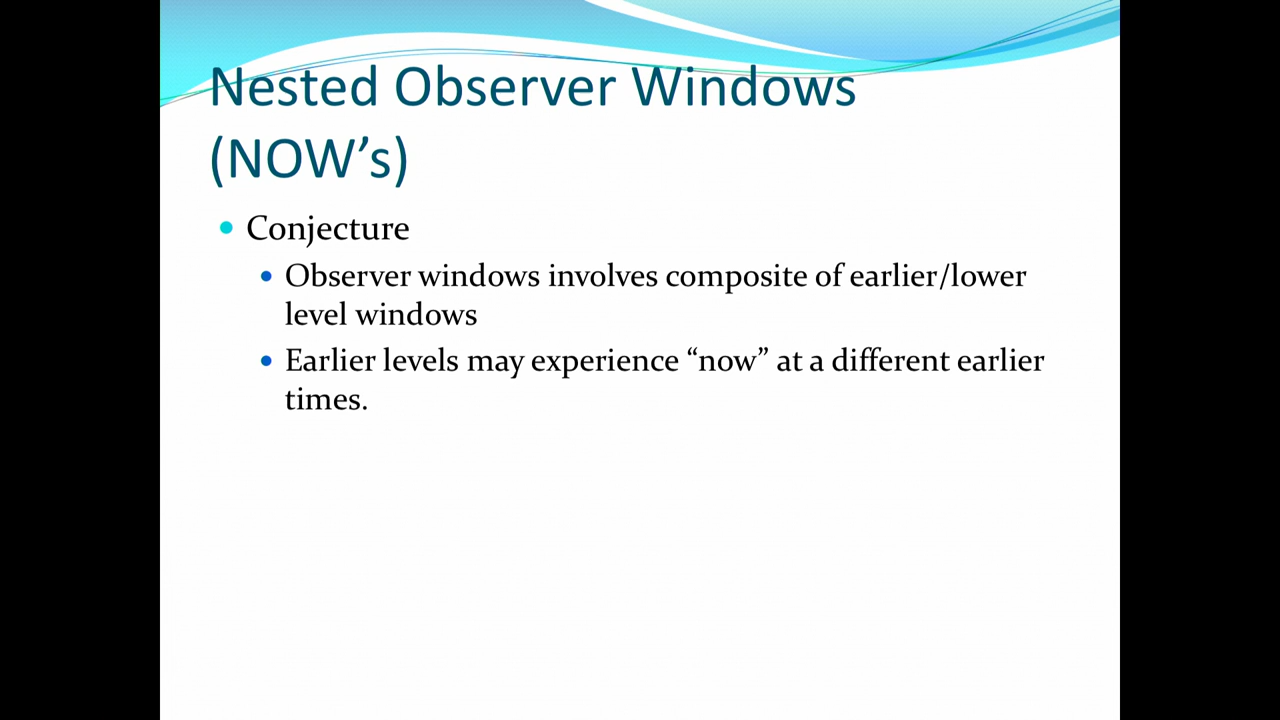 Nested Observer Windows
(NOW’s)
Conjecture
Observer windows involves composite of earlier/lower
level windows
Earlier levels may experience “now” at a different earlier
times.